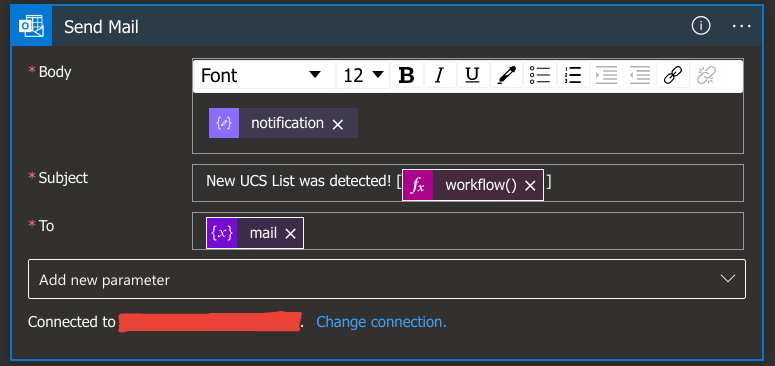 Send Mail
* Body
Font 12 B I U
{} notification ×
* Subject
New UCS List was detected! [ fx workflow() × ]
* To
{x} mail ×
Add new parameter
Connected to . Change connection.